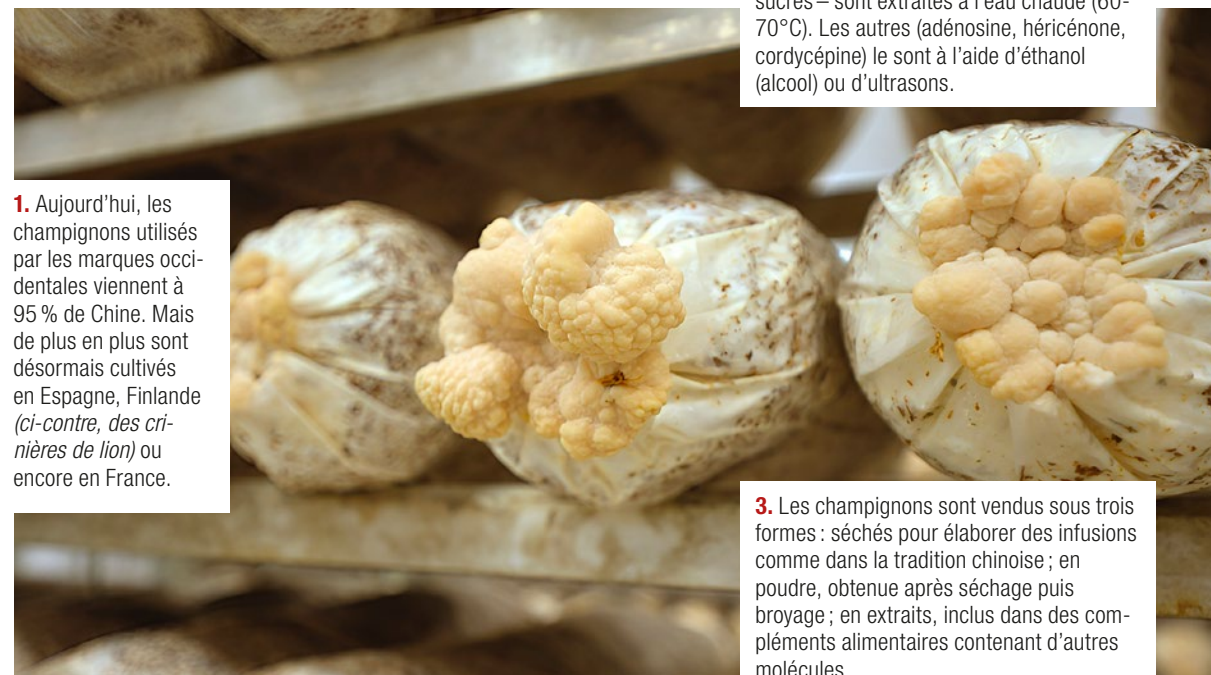 1. Aujourd’hui, les
champignons utilisés
par les marques occi-
dentales viennent à
95 % de Chine. Mais
de plus en plus sont
désormais cultivés
en Espagne, Finlande
(ci-contre, des cri-
nières de lion) ou
encore en France.
sucres – sont extraites à l’eau chaude (60-
70°C). Les autres (adénosine, héricénone,
cordycépine) le sont à l’aide d’éthanol
(alcool) ou d’ultrasons.
3. Les champignons sont vendus sous trois
formes : séchés pour élaborer des infusions
comme dans la tradition chinoise ; en
poudre, obtenue après séchage puis
broyage ; en extraits, inclus dans des com-
pléments alimentaires contenant d’autres
molécules